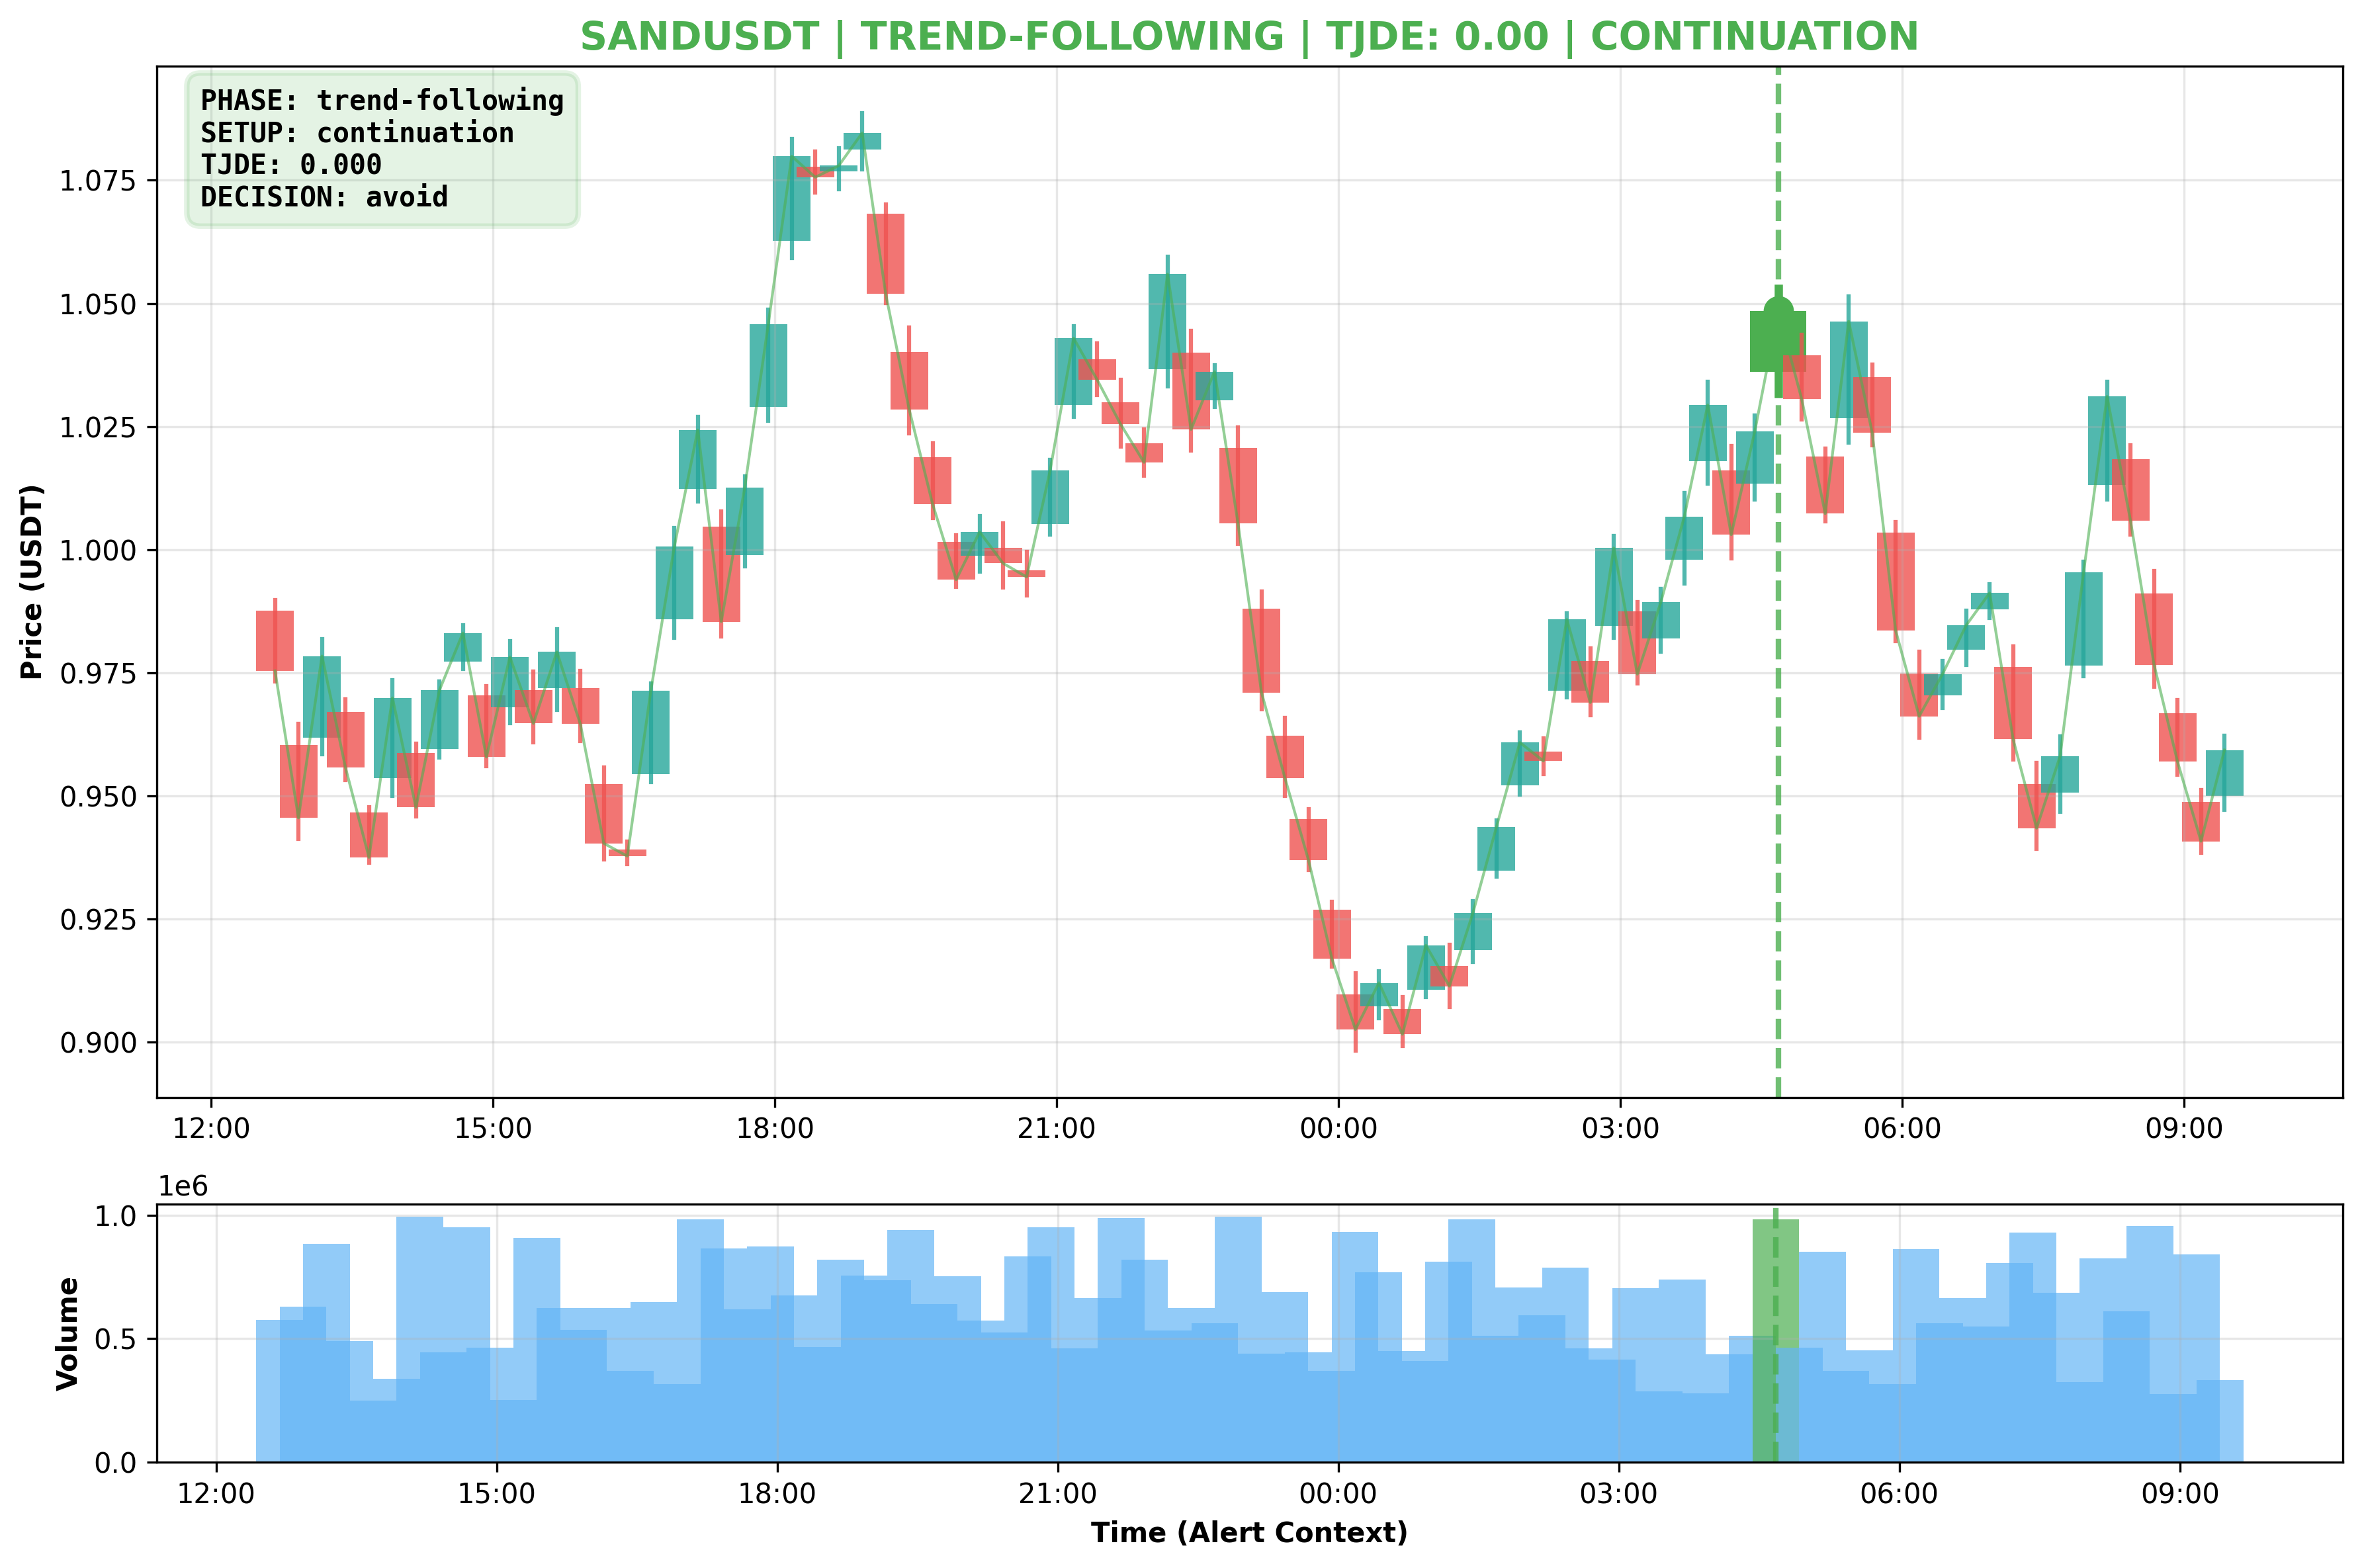 SANDUSDT | TREND-FOLLOWING | TJDE: 0.00 | CONTINUATION
PHASE: trend-following
SETUP: continuation
TJDE: 0.000
DECISION: avoid
Price (USDT)
1.075
1.050
1.025
1.000
0.975
0.950
0.925
0.900
12:00 15:00 18:00 21:00 00:00 03:00 06:00 09:00
1e6
Volume
1.0
0.5
0.0
12:00 15:00 18:00 21:00 00:00 03:00 06:00 09:00
Time (Alert Context)